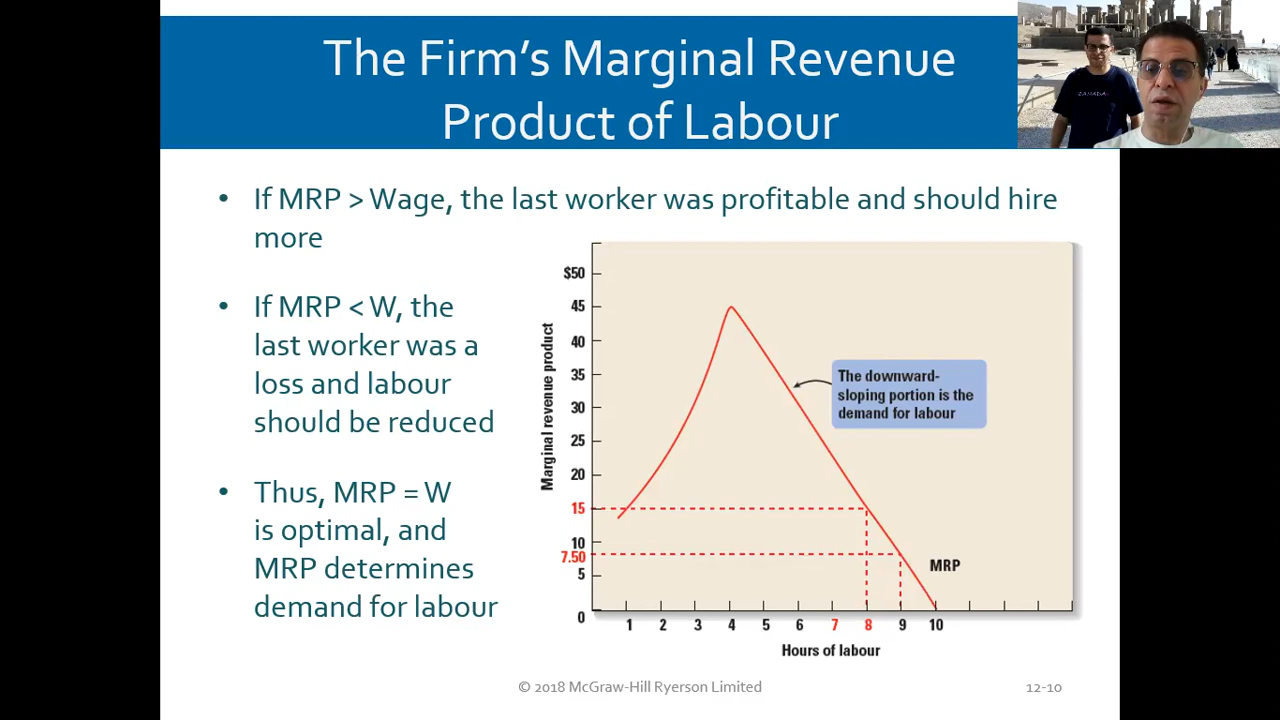 The Firm's Marginal Revenue
Product of Labour
• If MRP > Wage, the last worker was profitable and should hire
more
• If MRP < W, the
last worker was a
loss and labour
should be reduced
• Thus, MRP = W
is optimal, and
MRP determines
demand for labour
Marginal revenue product
$50
45
40
35
30
25
20
15
10
7.50
5
0
The downward-
sloping portion is the
demand for labour
MRP
1 2 3 4 5 6 7 8 9 10
Hours of labour
© 2018 McGraw-Hill Ryerson Limited
12-10
CANADA